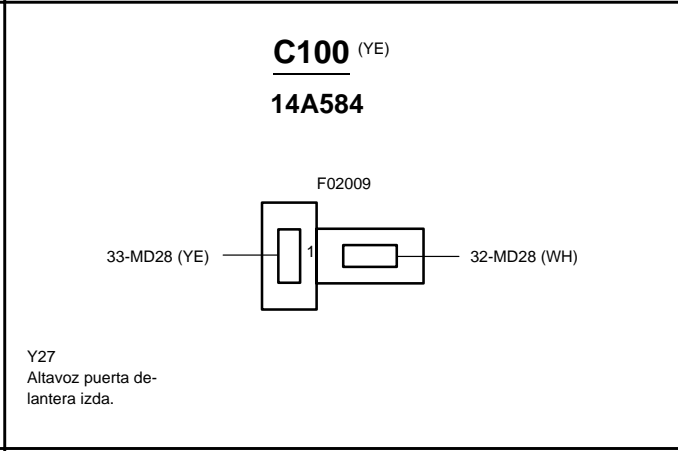 C100 (YE)
14A584
F02009
33-MD28 (YE)
1
32-MD28 (WH)
Y27
Altavoz puerta de-
lantera izda.